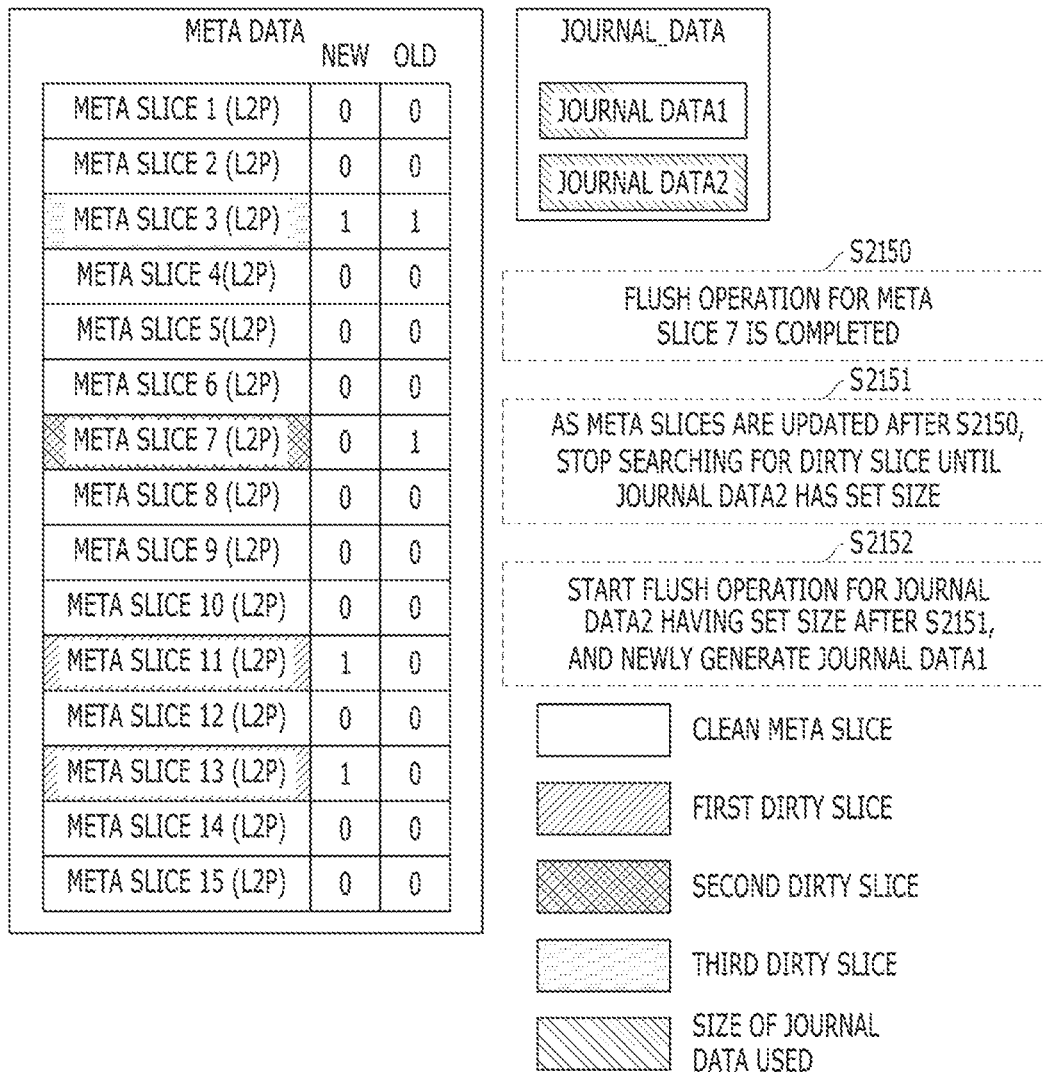 META DATA
NEW OLD
META SLICE 1 (L2P) 0 0
META SLICE 2 (L2P) 0 0
META SLICE 3 (L2P) 1 1
META SLICE 4(L2P) 0 0
META SLICE 5(L2P) 0 0
META SLICE 6 (L2P) 0 0
META SLICE 7 (L2P) 0 1
META SLICE 8 (L2P) 0 0
META SLICE 9 (L2P) 0 0
META SLICE 10 (L2P) 0 0
META SLICE 11 (L2P) 1 0
META SLICE 12 (L2P) 0 0
META SLICE 13 (L2P) 1 0
META SLICE 14 (L2P) 0 0
META SLICE 15 (L2P) 0 0
JOURNAL_DATA
JOURNAL DATA1
JOURNAL DATA2
S2150
FLUSH OPERATION FOR META
SLICE 7 IS COMPLETED
S2151
AS META SLICES ARE UPDATED AFTER S2150,
STOP SEARCHING FOR DIRTY SLICE UNTIL
JOURNAL DATA2 HAS SET SIZE
S2152
START FLUSH OPERATION FOR JOURNAL
DATA2 HAVING SET SIZE AFTER S2151,
AND NEWLY GENERATE JOURNAL DATA1
CLEAN META SLICE
FIRST DIRTY SLICE
SECOND DIRTY SLICE
THIRD DIRTY SLICE
SIZE OF JOURNAL
DATA USED